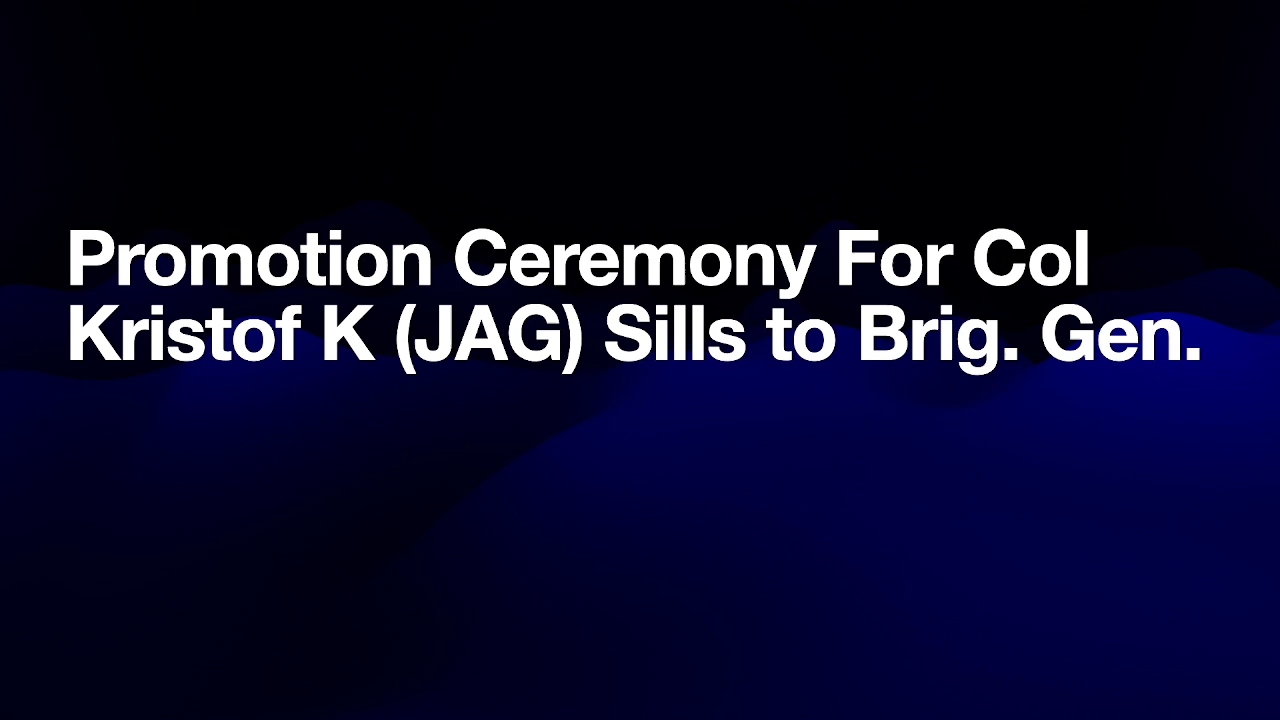 Promotion Ceremony For Col
Kristof K (JAG) Sills to Brig. Gen.